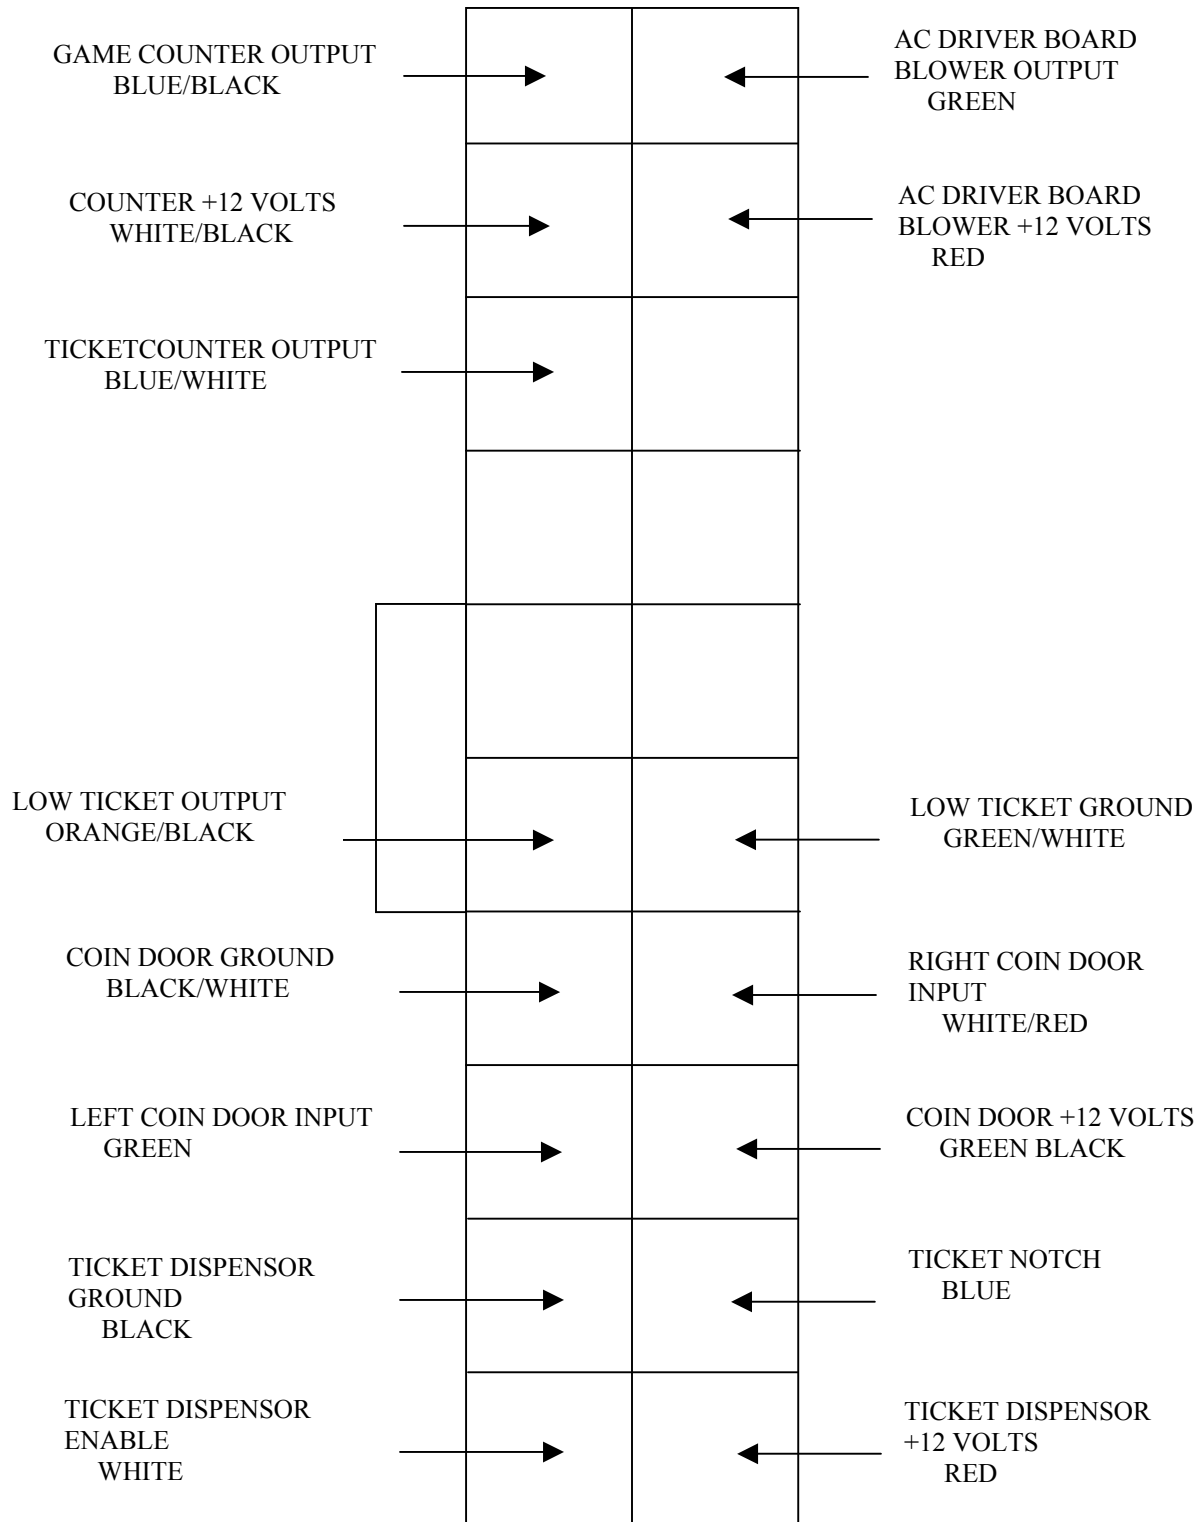 GAME COUNTER OUTPUT
BLUE/BLACK
AC DRIVER BOARD
BLOWER OUTPUT
GREEN
COUNTER +12 VOLTS
WHITE/BLACK
AC DRIVER BOARD
BLOWER +12 VOLTS
RED
TICKETCOUNTER OUTPUT
BLUE/WHITE
LOW TICKET OUTPUT
ORANGE/BLACK
LOW TICKET GROUND
GREEN/WHITE
COIN DOOR GROUND
BLACK/WHITE
RIGHT COIN DOOR
INPUT
WHITE/RED
LEFT COIN DOOR INPUT
GREEN
COIN DOOR +12 VOLTS
GREEN BLACK
TICKET DISPENSOR
GROUND
BLACK
TICKET NOTCH
BLUE
TICKET DISPENSOR
ENABLE
WHITE
TICKET DISPENSOR
+12 VOLTS
RED